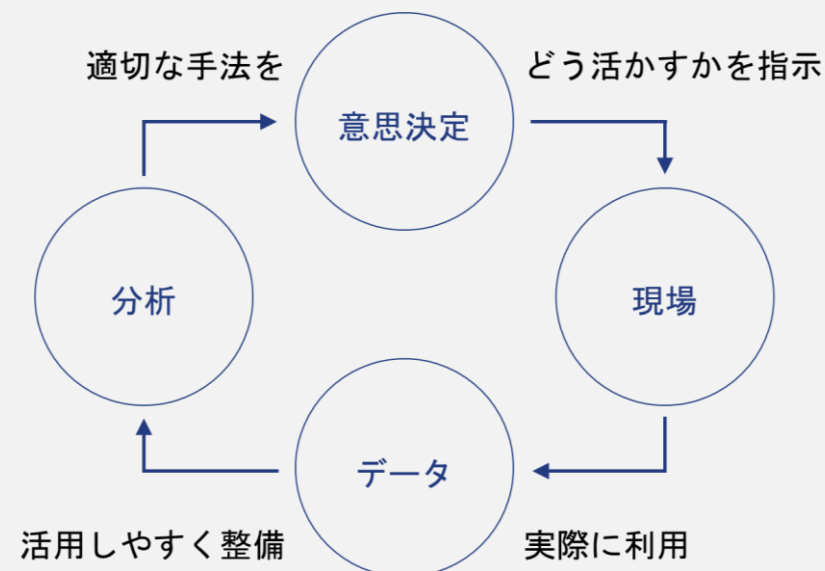 適切な手法を
どう活かすかを指示
意思決定
分析
現場
データ
活用しやすく整備
実際に利用